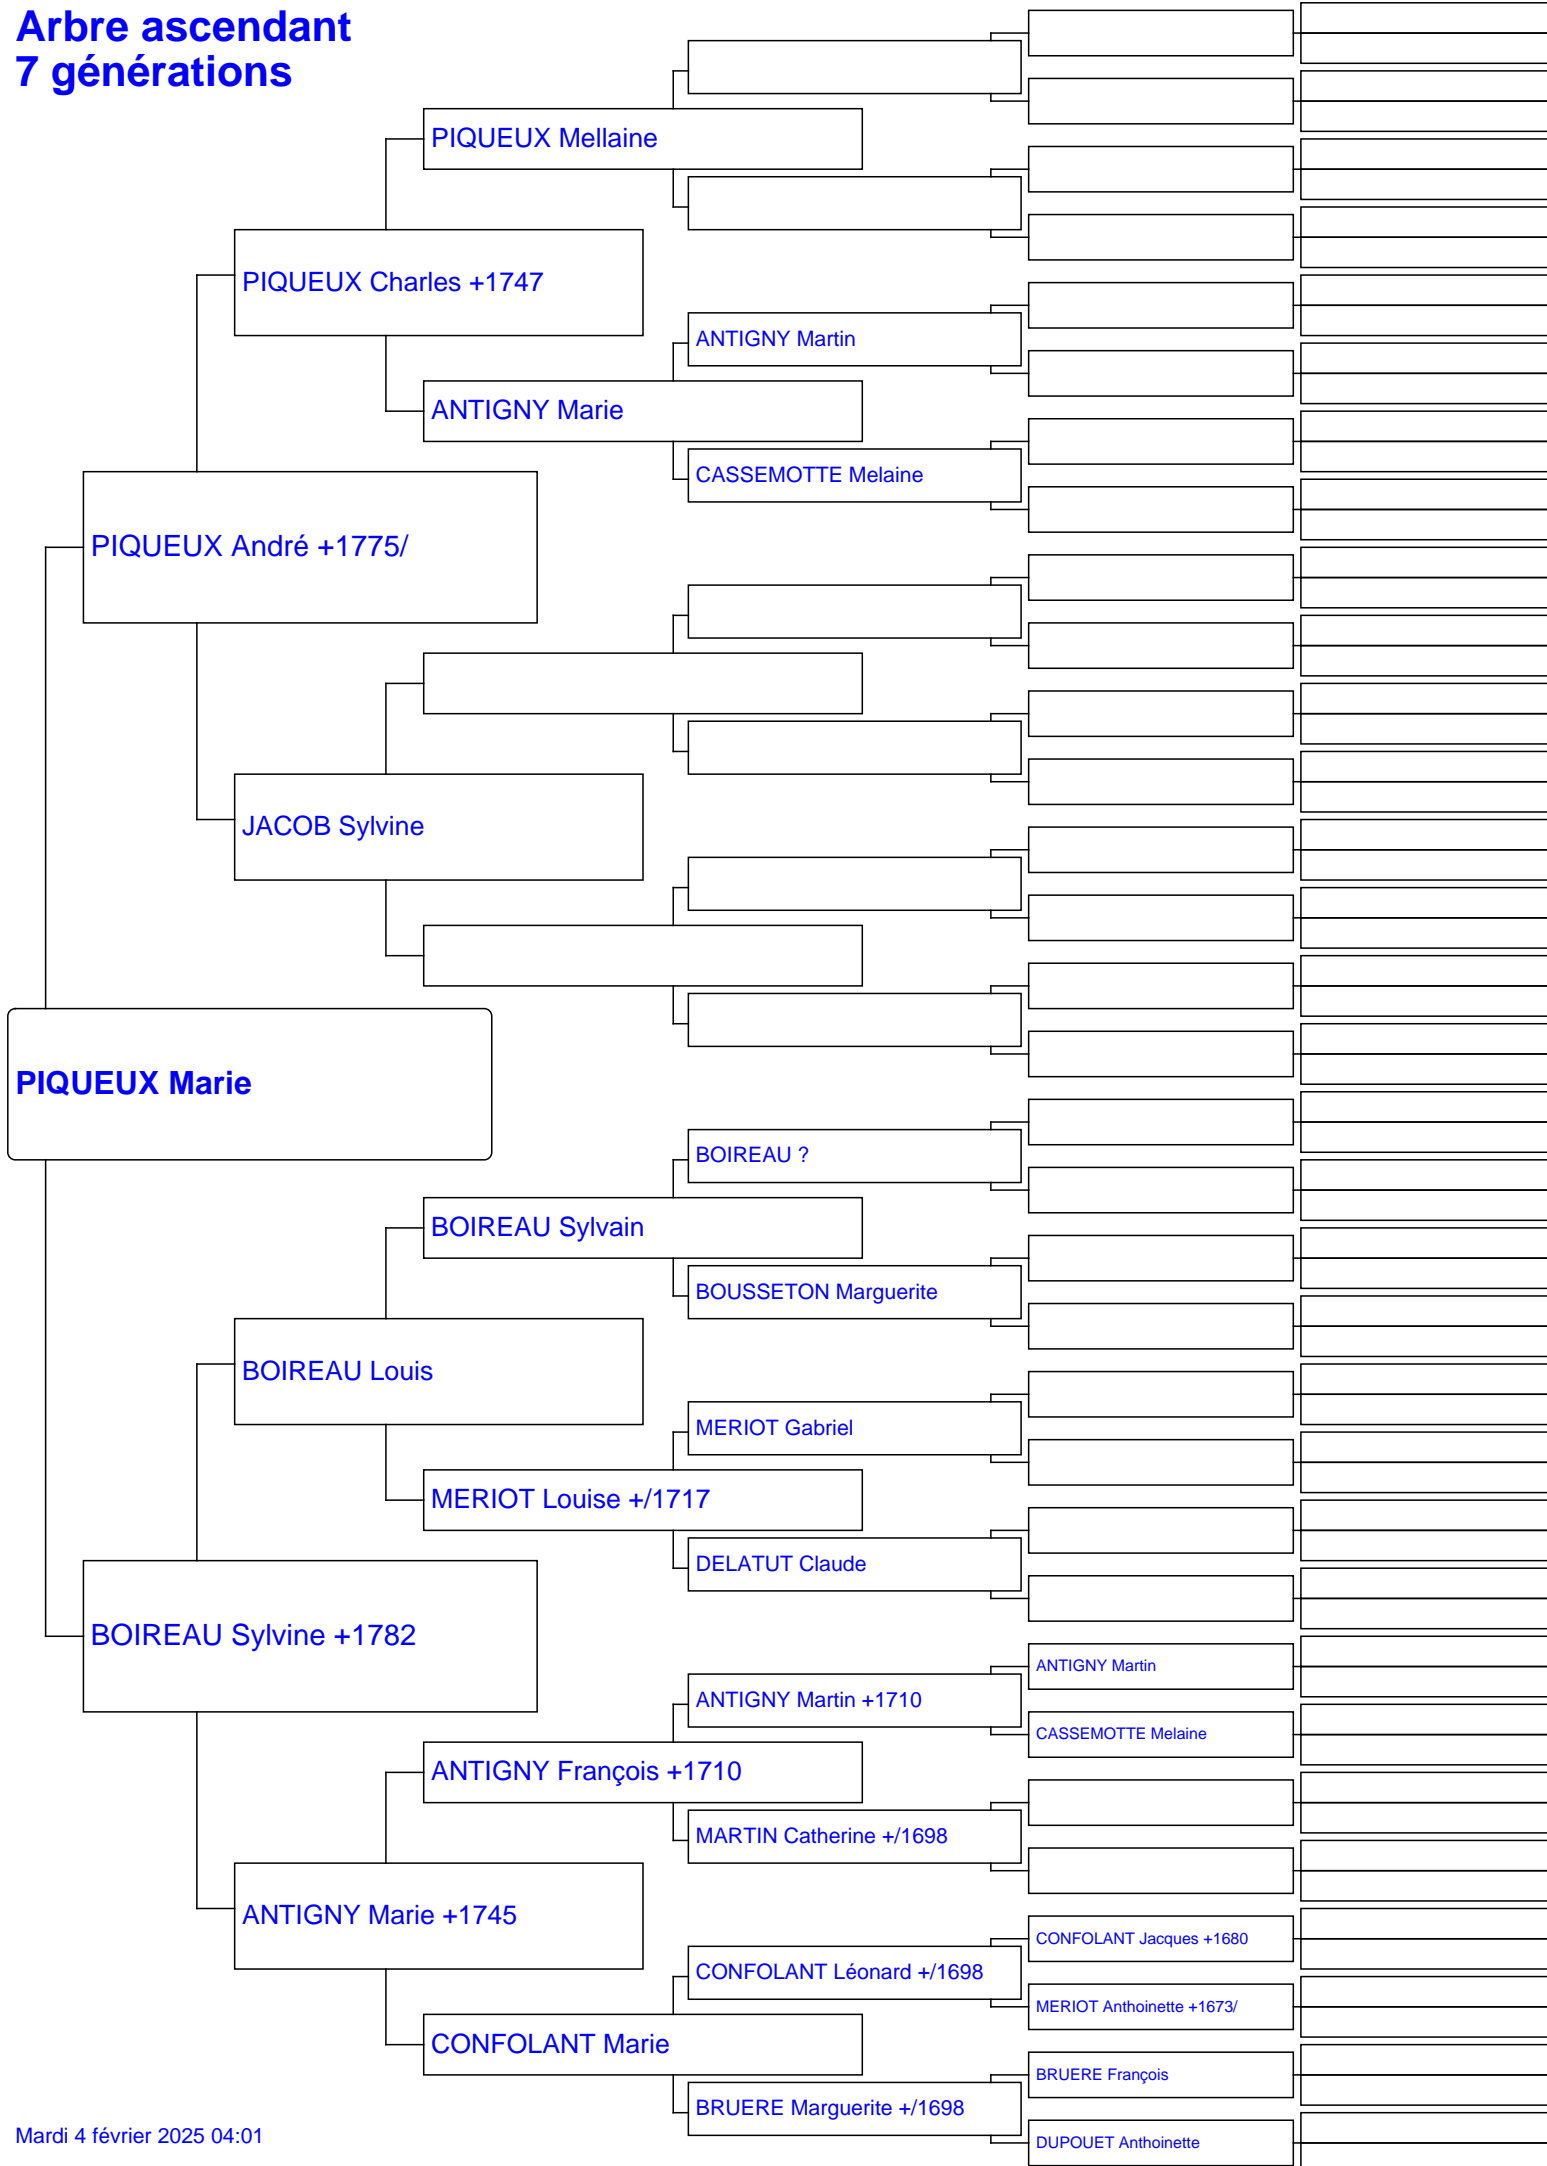 Arbre ascendant
7 générations
PIQUEUX Mellaine
PIQUEUX Charles +1747
ANTIGNY Martin
ANTIGNY Marie
CASSEMOTTE Melaine
PIQUEUX André +1775/
JACOB Sylvine
PIQUEUX Marie
BOIREAU ?
BOIREAU Sylvain
BOUSSETON Marguerite
BOIREAU Louis
MERIOT Gabriel
MERIOT Louise +/1717
DELATUT Claude
BOIREAU Sylvine +1782
ANTIGNY Martin
ANTIGNY Martin +1710
CASSEMOTTE Melaine
ANTIGNY François +1710
MARTIN Catherine +/1698
ANTIGNY Marie +1745
CONFOLANT Jacques +1680
CONFOLANT Léonard +/1698
MERIOT Anthoinette +1673/
CONFOLANT Marie
BRUERE François
BRUERE Marguerite +/1698
DUPOUET Anthoinette
Mardi 4 février 2025 04:01